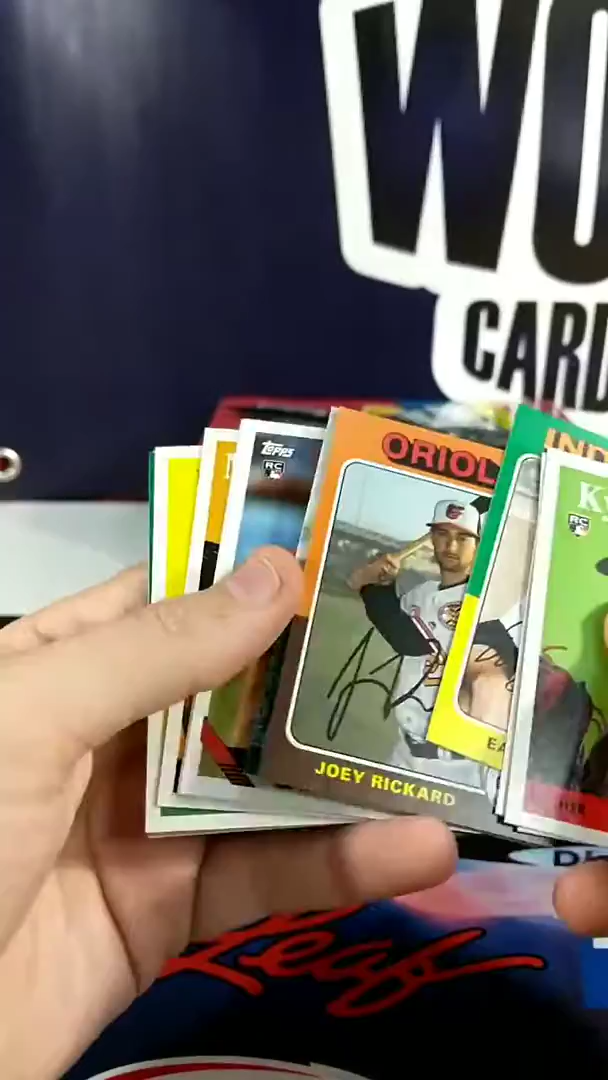 WO
CARD
TOPPS
RC
ORIOL
IND
K
RC
JOEY RICKARD
EA
Leaf